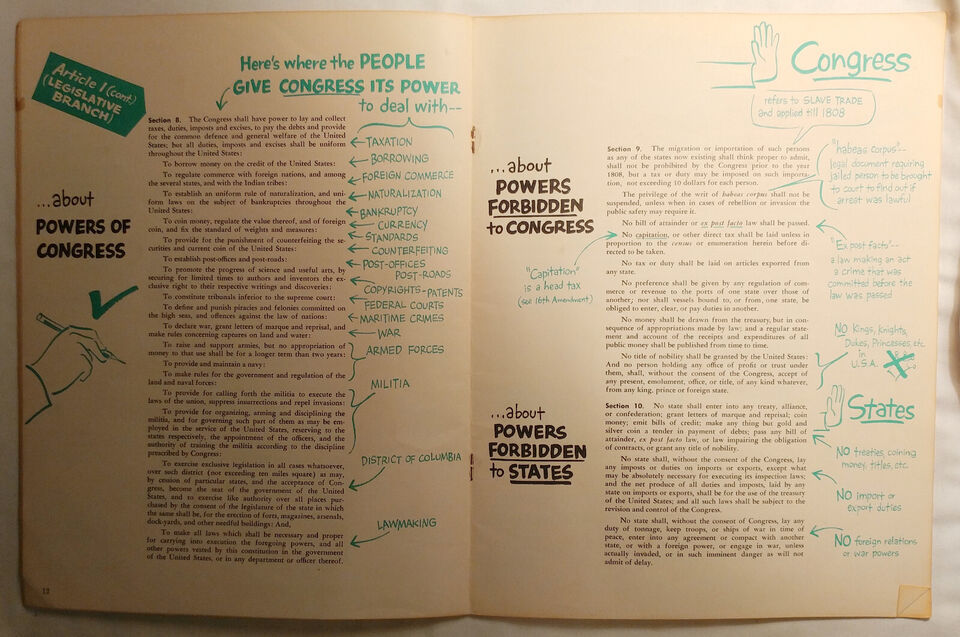 Article I (cont.)
(LEGISLATIVE
BRANCH)
Here's where the PEOPLE
GIVE CONGRESS ITS POWER
to deal with--
...about
POWERS OF
CONGRESS
Section 8. The Congress shall have power to lay and collect
taxes, duties, imposts and excises, to pay the debts and provide
for the common defence and general welfare of the United
States; but all duties, imposts and excises shall be uniform
throughout the United States:
To borrow money on the credit of the United States:
To regulate commerce with foreign nations, and among
the several states, and with the Indian tribes:
To establish an uniform rule of naturalization, and uni-
form laws on the subject of bankruptcies throughout the
United States:
To coin money, regulate the value thereof, and of foreign
coin, and fix the standard of weights and measures:
To provide for the punishment of counterfeiting the se-
curities and current coin of the United States:
To establish post-offices and post-roads:
To promote the progress of science and useful arts, by
securing for limited times to authors and inventors the ex-
clusive right to their respective writings and discoveries:
To constitute tribunals inferior to the supreme court:
To define and punish piracies and felonies committed on
the high seas, and offences against the law of nations:
To declare war, grant letters of marque and reprisal, and
make rules concerning captures on land and water:
To raise and support armies, but no appropriation of
money to that use shall be for a longer term than two years:
To provide and maintain a navy:
To make rules for the government and regulation of the
land and naval forces:
To provide for calling forth the militia to execute the
laws of the union, suppress insurrections and repel invasions:
To provide for organizing, arming and disciplining the
militia, and for governing such part of them as may be em-
ployed in the service of the United States, reserving to the
states respectively, the appointment of the officers, and the
authority of training the militia according to the discipline
prescribed by Congress:
To exercise exclusive legislation in all cases whatsoever,
over such district (not exceeding ten miles square) as may,
by cession of particular states, and the acceptance of Con-
gress, become the seat of the government of the United
States, and to exercise like authority over all places pur-
chased by the consent of the legislature of the state in which
the same shall be, for the erection of forts, magazines, arsenals,
dock-yards, and other needful buildings: And,
To make all laws which shall be necessary and proper
for carrying into execution the foregoing powers, and all
other powers vested by this constitution in the government
of the United States, or in any department or officer thereof.
TAXATION
BORROWING
FOREIGN COMMERCE
NATURALIZATION
BANKRUPTCY
CURRENCY
STANDARDS
COUNTERFEITING
POST-OFFICES
POST-ROADS
COPYRIGHTS-PATENTS
FEDERAL COURTS
MARITIME CRIMES
WAR
ARMED FORCES
MILITIA
DISTRICT OF COLUMBIA
LAWMAKING
12
Congress
refers to SLAVE TRADE
and applied till 1808
...about
POWERS
FORBIDDEN
to CONGRESS
Section 9. The migration or importation of such persons
as any of the states now existing shall think proper to admit,
shall not be prohibited by the Congress prior to the year
1808, but a tax or duty may be imposed on such importa-
tion, not exceeding 10 dollars for each person.
The privilege of the writ of habeas corpus shall not be
suspended, unless when in cases of rebellion or invasion the
public safety may require it.
No bill of attainder or ex post facto law shall be passed.
No capitation, or other direct tax shall be laid unless in
proportion to the census or enumeration herein before di-
rected to be taken.
No tax or duty shall be laid on articles exported from
any state.
No preference shall be given by any regulation of com-
merce or revenue to the ports of one state over those of
another; nor shall vessels bound to, or from, one state, be
obliged to enter, clear, or pay duties in another.
No money shall be drawn from the treasury, but in con-
sequence of appropriations made by law; and a regular state-
ment and account of the receipts and expenditures of all
public money shall be published from time to time.
No title of nobility shall be granted by the United States:
And no person holding any office of profit or trust under
them, shall, without the consent of the Congress, accept of
any present, emolument, office, or title, of any kind whatever,
from any king, prince or foreign state.
"habeas corpus"--
legal document requiring
jailed person to be brought
to court to find out if
arrest was lawful
"Capitation"
is a head tax
(see 16th Amendment)
"Ex post facto"--
a law making an act
a crime that was
committed before the
law was passed
NO Kings, Knights,
Dukes, Princesses, etc.
in
U.S.A.
States
...about
POWERS
FORBIDDEN
to STATES
Section 10. No state shall enter into any treaty, alliance,
or confederation; grant letters of marque and reprisal; coin
money; emit bills of credit; make any thing but gold and
silver coin a tender in payment of debts; pass any bill of
attainder, ex post facto law, or law impairing the obligation
of contracts, or grant any title of nobility.
No state shall, without the consent of the Congress, lay
any imposts or duties on imports or exports, except what
may be absolutely necessary for executing its inspection laws;
and the net produce of all duties and imposts, laid by any
state on imports or exports, shall be for the use of the treasury
of the United States; and all such laws shall be subject to the
revision and control of the Congress.
No state shall, without the consent of Congress, lay any
duty of tonnage, keep troops, or ships of war in time of
peace, enter into any agreement or compact with another
state, or with a foreign power, or engage in war, unless
actually invaded, or in such imminent danger as will not
admit of delay.
NO treaties, coining
money, titles, etc.
NO import or
export duties
NO foreign relations
or war powers